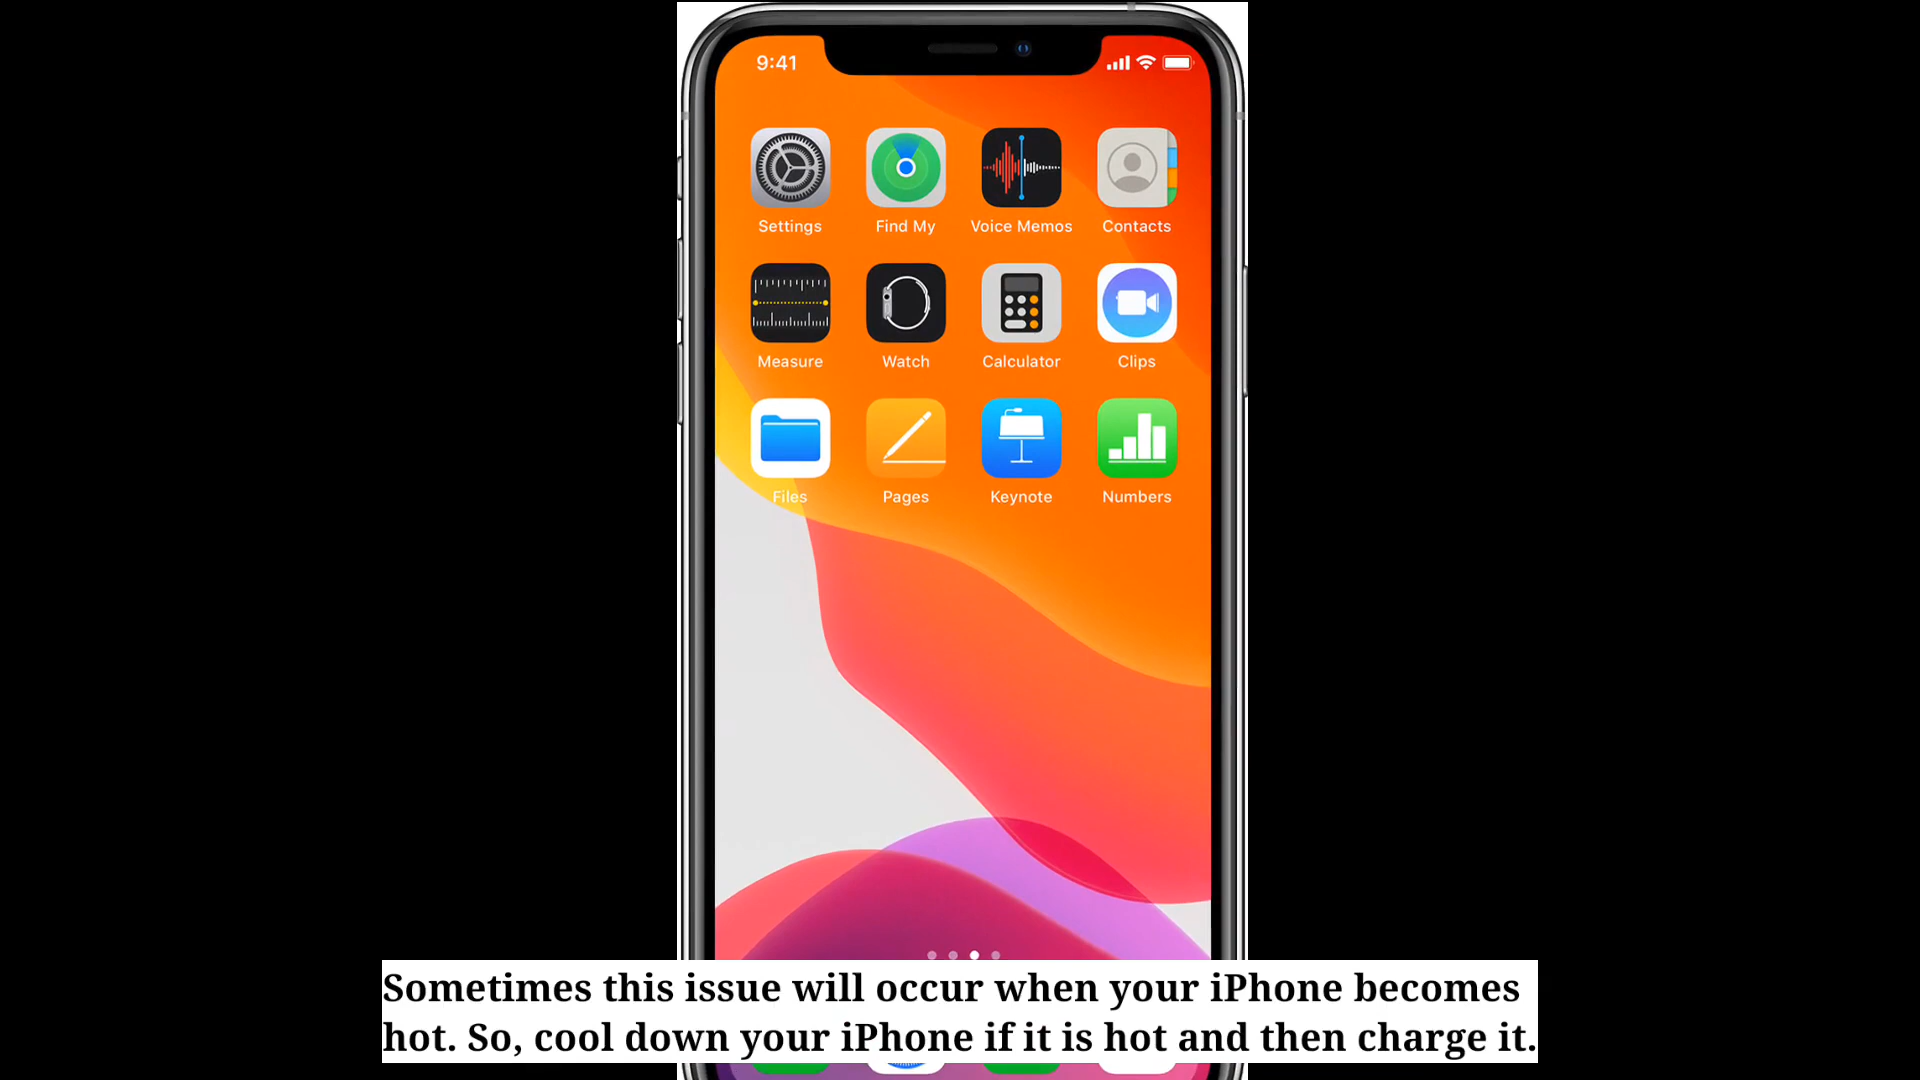 9:41
Settings Find My Voice Memos Contacts
Measure Watch Calculator Clips
Files Pages Keynote Numbers
Sometimes this issue will occur when your iPhone becomes
hot. So, cool down your iPhone if it is hot and then charge it.